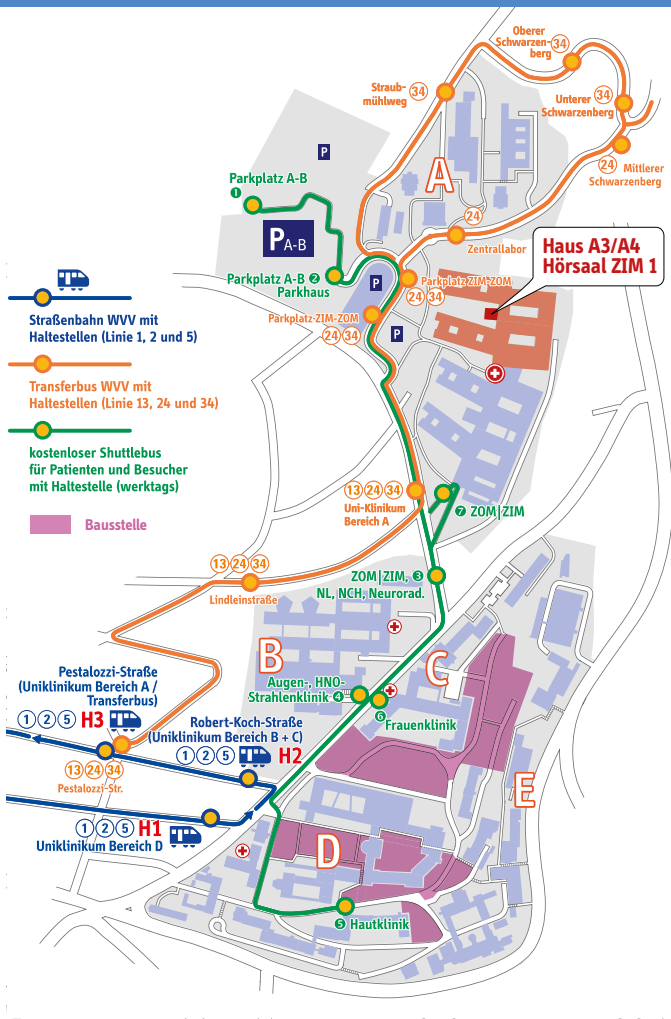 Oberer
Schwarzen-
berg
34
Straub-
mühlweg
34
Unterer
Schwarzenberg
34
24
Mittlerer
Schwarzenberg
A
24
Zentrallabor
P
Parkplatz A-B
1
PA-B
Haus A3/A4
Hörsaal ZIM 1
Parkplatz A-B 2
Parkhaus
P
Parkplatz ZIM-ZOM
24 34
Parkplatz ZIM-ZOM
24 34
P
Straßenbahn WVV mit
Haltestellen (Linie 1, 2 und 5)
Transferbus WVV mit
Haltestellen (Linie 13, 24 und 34)
kostenloser Shuttlebus
für Patienten und Besucher
mit Haltestelle (werktags)
Bausstelle
13 24 34
Uni-Klinikum
Bereich A
7 ZOM|ZIM
13 24 34
Lindleinstraße
ZOM|ZIM, 3
NL, NCH, Neurorad.
B
C
Augen-, HNO-
Strahlenklinik 4
6
Frauenklinik
Pestalozzi-Straße
(Uniklinikum Bereich A /
Transferbus)
1 2 5 H3
13 24 34
Pestalozzi-Str.
Robert-Koch-Straße
(Uniklinikum Bereich B + C)
1 2 5 H2
1 2 5 H1
Uniklinikum Bereich D
E
D
5 Hautklinik